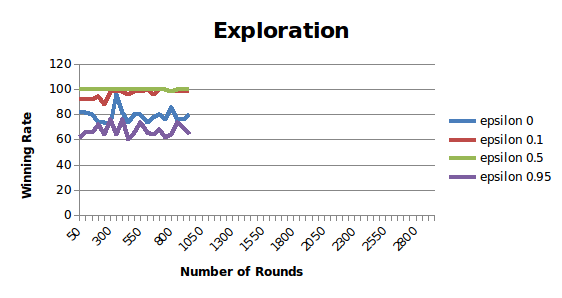 Exploration
Winning Rate
120
100
80
60
40
20
0
50 300 550 800 1050 1300 1550 1800 2050 2300 2550 2800
Number of Rounds
epsilon 0
epsilon 0.1
epsilon 0.5
epsilon 0.95